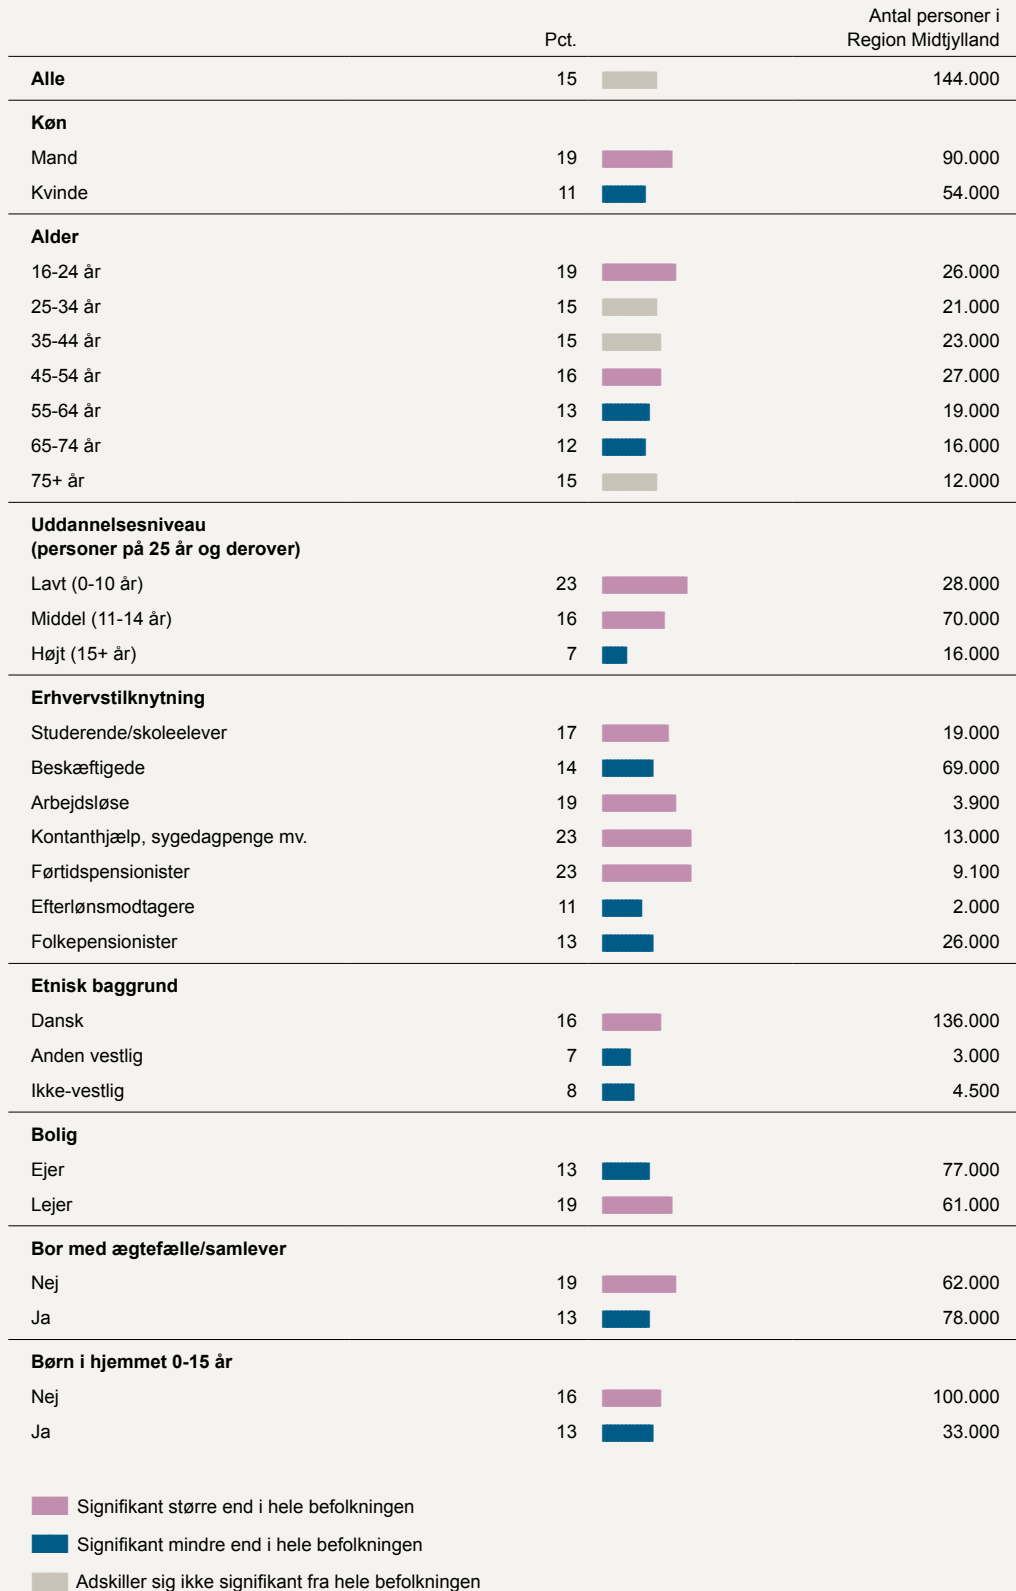 Antal personer i
Pct. Region Midtjylland
Alle 15 144.000
Køn
Mand 19 90.000
Kvinde 11 54.000
Alder
16-24 år 19 26.000
25-34 år 15 21.000
35-44 år 15 23.000
45-54 år 16 27.000
55-64 år 13 19.000
65-74 år 12 16.000
75+ år 15 12.000
Uddannelsesniveau
(personer på 25 år og derover)
Lavt (0-10 år) 23 28.000
Middel (11-14 år) 16 70.000
Højt (15+ år) 7 16.000
Erhvervstilknytning
Studerende/skoleelever 17 19.000
Beskæftigede 14 69.000
Arbejdsløse 19 3.900
Kontanthjælp, sygedagpenge mv. 23 13.000
Førtidspensionister 23 9.100
Efterlønsmodtagere 11 2.000
Folkepensionister 13 26.000
Etnisk baggrund
Dansk 16 136.000
Anden vestlig 7 3.000
Ikke-vestlig 8 4.500
Bolig
Ejer 13 77.000
Lejer 19 61.000
Bor med ægtefælle/samlever
Nej 19 62.000
Ja 13 78.000
Børn i hjemmet 0-15 år
Nej 16 100.000
Ja 13 33.000
Signifikant større end i hele befolkningen
Signifikant mindre end i hele befolkningen
Adskiller sig ikke signifikant fra hele befolkningen